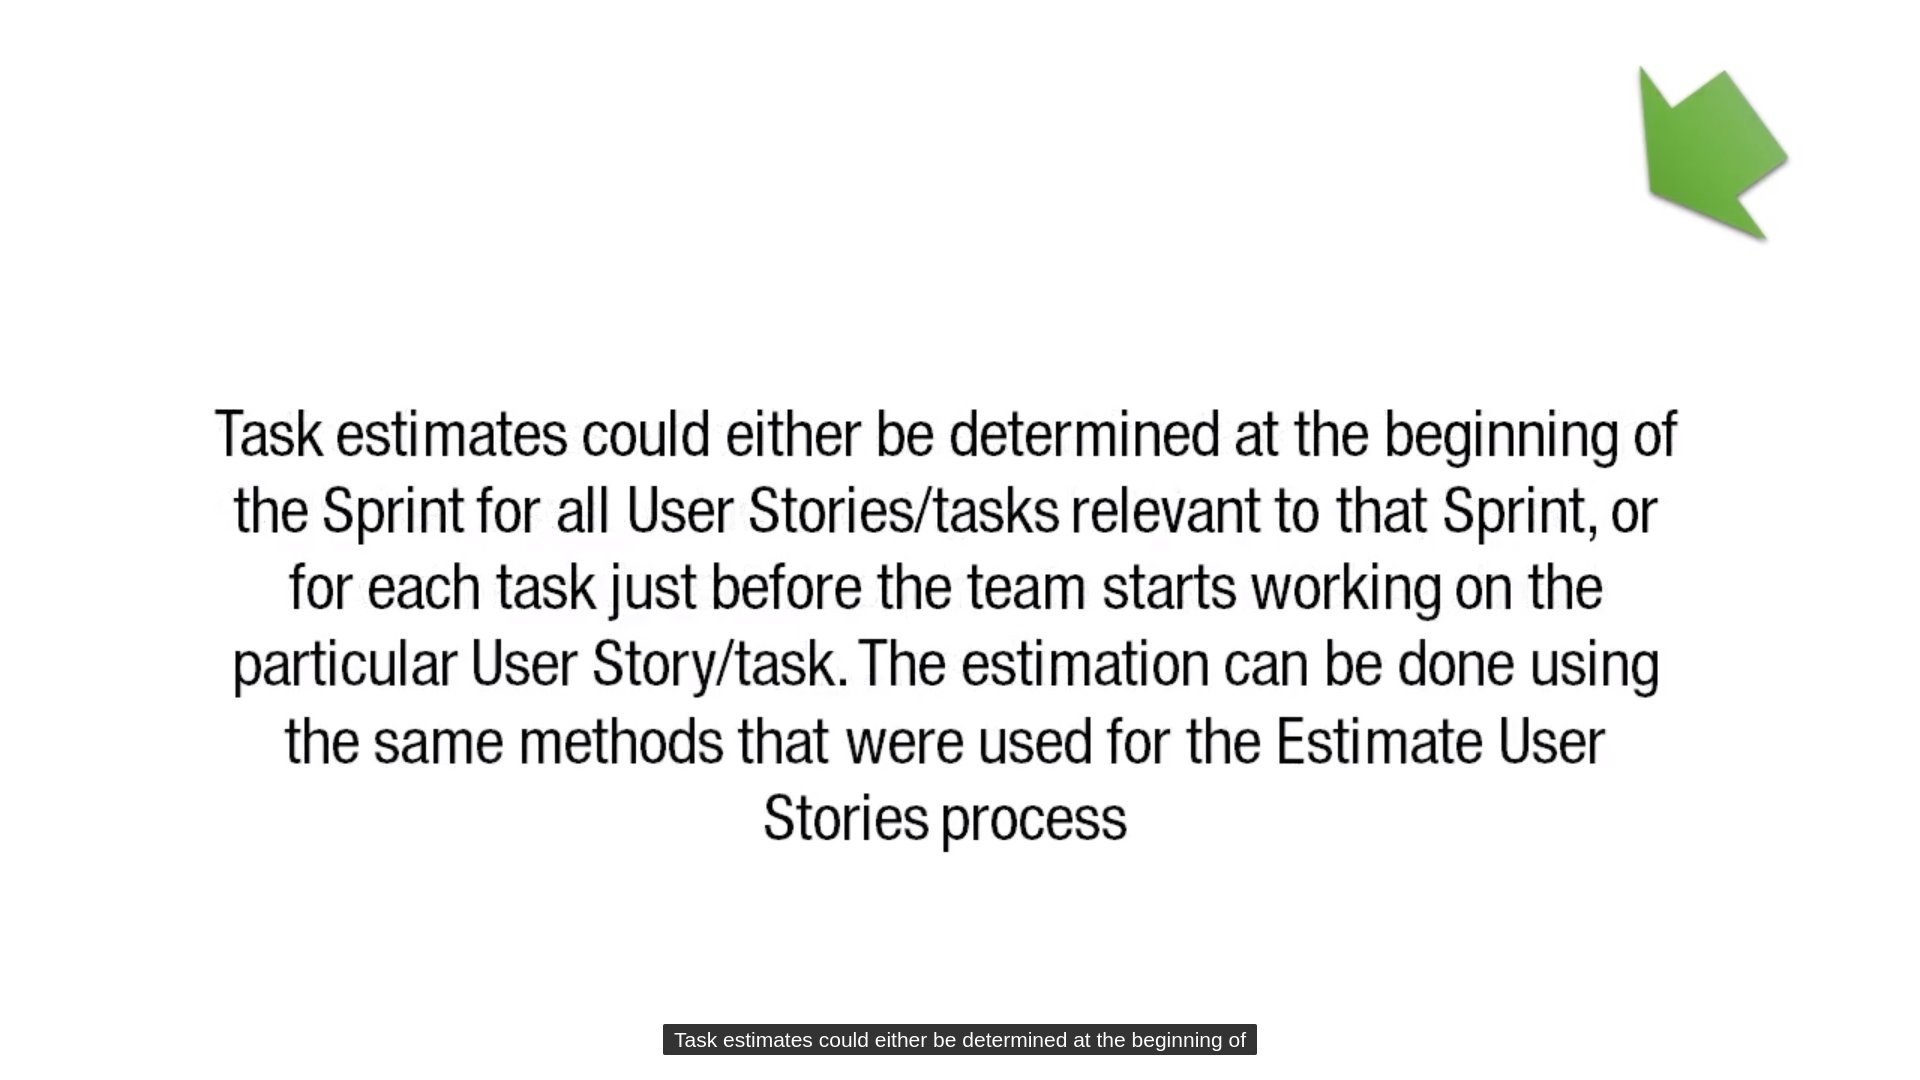 Task estimates could either be determined at the beginning of
the Sprint for all User Stories/tasks relevant to that Sprint, or
for each task just before the team starts working on the
particular User Story/task. The estimation can be done using
the same methods that were used for the Estimate User
Stories process
Task estimates could either be determined at the beginning of